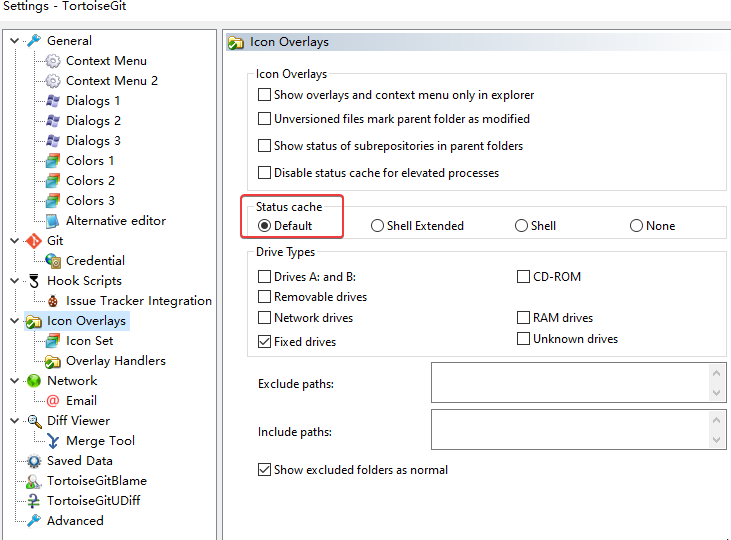 Settings - TortoiseGit
General
Context Menu
Context Menu 2
Dialogs 1
Dialogs 2
Dialogs 3
Colors 1
Colors 2
Colors 3
Alternative editor
Git
Credential
Hook Scripts
Issue Tracker Integration
Icon Overlays
Icon Set
Overlay Handlers
Network
Email
Diff Viewer
Merge Tool
Saved Data
TortoiseGitBlame
TortoiseGitUDiff
Advanced
Icon Overlays
Icon Overlays
Show overlays and context menu only in explorer
Unversioned files mark parent folder as modified
Show status of subrepositories in parent folders
Disable status cache for elevated processes
Status cache
Default Shell Extended Shell None
Drive Types
Drives A: and B: CD-ROM
Removable drives
Network drives RAM drives
Fixed drives Unknown drives
Exclude paths:
Include paths:
Show excluded folders as normal